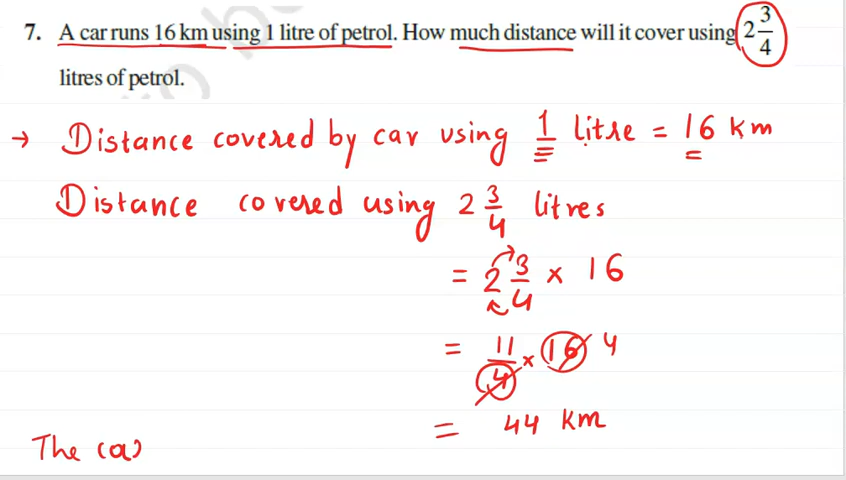 7. A car runs 16 km using 1 litre of petrol. How much distance will it cover using 2 3/4
litres of petrol.
→ Distance covered by car using 1 litre = 16 km
Distance covered using 2 3/4 litres
= 2 3/4 × 16
= 11/4 × 16 4
= 44 km
The car